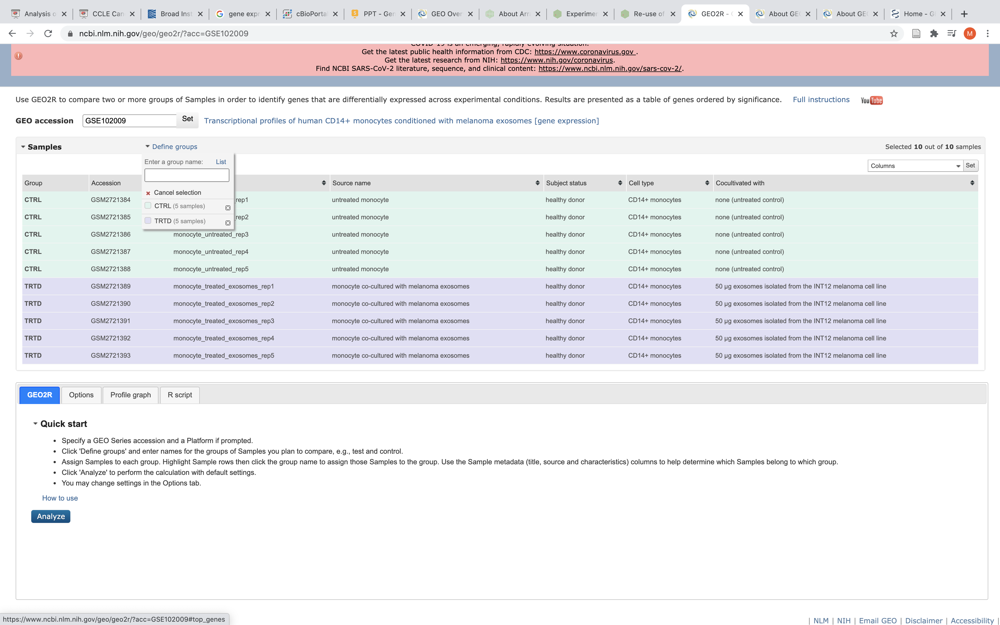 Analysis o
CCLE Can
Broad Inst
gene expr
cBioPortal
PPT - Gen
GEO Over
About Arra
Experimen
Re-use of
GEO2R -
About GEO
About GEO
Home - G
ncbi.nlm.nih.gov/geo/geo2r/?acc=GSE102009
M
COVID-19 is an emerging, rapidly evolving situation.
Get the latest public health information from CDC: https://www.coronavirus.gov .
Get the latest research from NIH: https://www.nih.gov/coronavirus.
Find NCBI SARS-CoV-2 literature, sequence, and clinical content: https://www.ncbi.nlm.nih.gov/sars-cov-2/.
Use GEO2R to compare two or more groups of Samples in order to identify genes that are differentially expressed across experimental conditions. Results are presented as a table of genes ordered by significance. Full instructions YouTube
GEO accession GSE102009 Set Transcriptional profiles of human CD14+ monocytes conditioned with melanoma exosomes [gene expression]
Samples Define groups Selected 10 out of 10 samples
Enter a group name: List
Columns Set
Group Accession Source name Subject status Cell type Cocultivated with
Cancel selection
CTRL (5 samples)
TRTD (5 samples)
CTRL GSM2721384 _rep1 untreated monocyte healthy donor CD14+ monocytes none (untreated control)
CTRL GSM2721385 _rep2 untreated monocyte healthy donor CD14+ monocytes none (untreated control)
CTRL GSM2721386 monocyte_untreated_rep3 untreated monocyte healthy donor CD14+ monocytes none (untreated control)
CTRL GSM2721387 monocyte_untreated_rep4 untreated monocyte healthy donor CD14+ monocytes none (untreated control)
CTRL GSM2721388 monocyte_untreated_rep5 untreated monocyte healthy donor CD14+ monocytes none (untreated control)
TRTD GSM2721389 monocyte_treated_exosomes_rep1 monocyte co-cultured with melanoma exosomes healthy donor CD14+ monocytes 50 μg exosomes isolated from the INT12 melanoma cell line
TRTD GSM2721390 monocyte_treated_exosomes_rep2 monocyte co-cultured with melanoma exosomes healthy donor CD14+ monocytes 50 μg exosomes isolated from the INT12 melanoma cell line
TRTD GSM2721391 monocyte_treated_exosomes_rep3 monocyte co-cultured with melanoma exosomes healthy donor CD14+ monocytes 50 μg exosomes isolated from the INT12 melanoma cell line
TRTD GSM2721392 monocyte_treated_exosomes_rep4 monocyte co-cultured with melanoma exosomes healthy donor CD14+ monocytes 50 μg exosomes isolated from the INT12 melanoma cell line
TRTD GSM2721393 monocyte_treated_exosomes_rep5 monocyte co-cultured with melanoma exosomes healthy donor CD14+ monocytes 50 μg exosomes isolated from the INT12 melanoma cell line
GEO2R Options Profile graph R script
Quick start
• Specify a GEO Series accession and a Platform if prompted.
• Click 'Define groups' and enter names for the groups of Samples you plan to compare, e.g., test and control.
• Assign Samples to each group. Highlight Sample rows then click the group name to assign those Samples to the group. Use the Sample metadata (title, source and characteristics) columns to help determine which Samples belong to which group.
• Click 'Analyze' to perform the calculation with default settings.
• You may change settings in the Options tab.
How to use
Analyze
https://www.ncbi.nlm.nih.gov/geo/geo2r/?acc=GSE102009#top_genes
| NLM | NIH | Email GEO | Disclaimer | Accessibility |